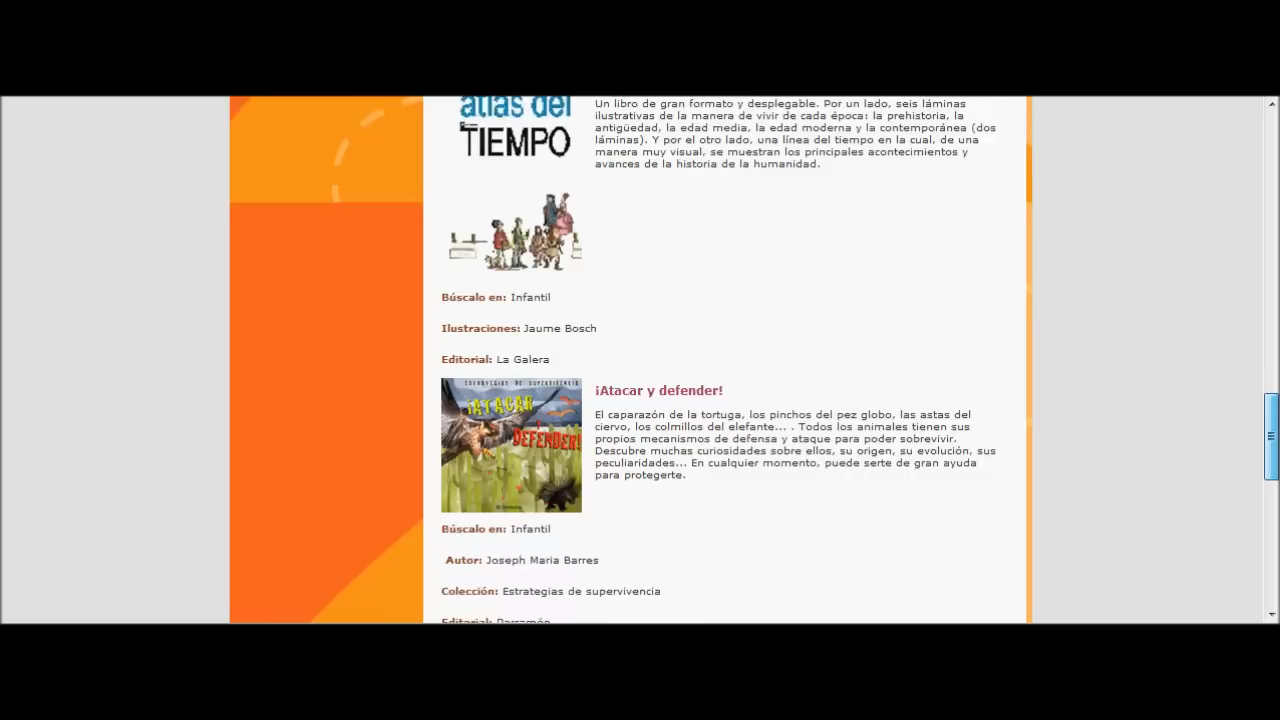 atlas del
TIEMPO
Un libro de gran formato y desplegable. Por un lado, seis láminas
ilustrativas de la manera de vivir de cada época: la prehistoria, la
antigüedad, la edad media, la edad moderna y la contemporánea (dos
láminas). Y por el otro lado, una línea del tiempo en la cual, de una
manera muy visual, se muestran los principales acontecimientos y
avances de la historia de la humanidad.
Búscalo en: Infantil
Ilustraciones: Jaume Bosch
Editorial: La Galera
ESTRATEGIAS DE SUPERVIVENCIA
¡ATACAR
Y
DEFENDER!
¡Atacar y defender!
El caparazón de la tortuga, los pinchos del pez globo, las astas del
ciervo, los colmillos del elefante... . Todos los animales tienen sus
propios mecanismos de defensa y ataque para poder sobrevivir.
Descubre muchas curiosidades sobre ellos, su origen, su evolución, sus
peculiaridades... En cualquier momento, puede serte de gran ayuda
para protegerte.
Búscalo en: Infantil
Autor: Joseph Maria Barres
Colección: Estrategias de supervivencia
Editorial: Parramón